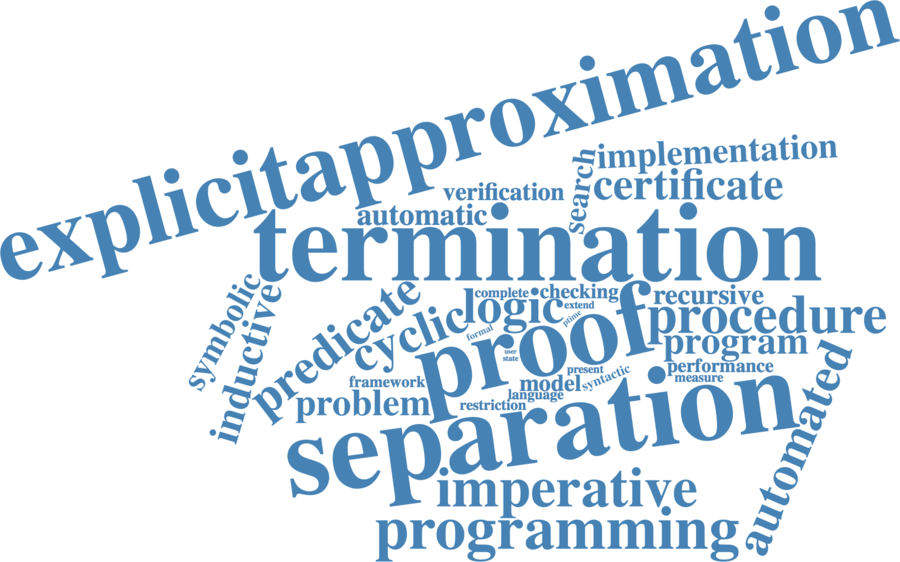 explicitapproximation
implementation
search
certificate
verification
automatic
termination
symbolic
inductive
predicate
cyclic
logic
complete
checking
extend
ptime
formal
proof
recursive
procedure
program
user
state
performance
measure
present
model
syntactic
framework
language
problem
restriction
separation
automated
imperative
programming